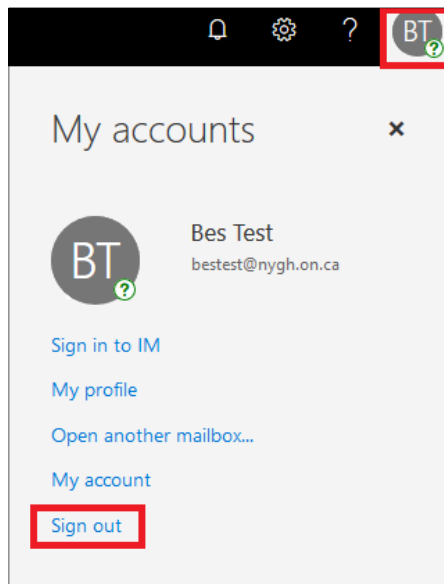 ?
BT
?
My accounts
×
BT
?
Bes Test
bestest@nygh.on.ca
Sign in to IM
My profile
Open another mailbox...
My account
Sign out